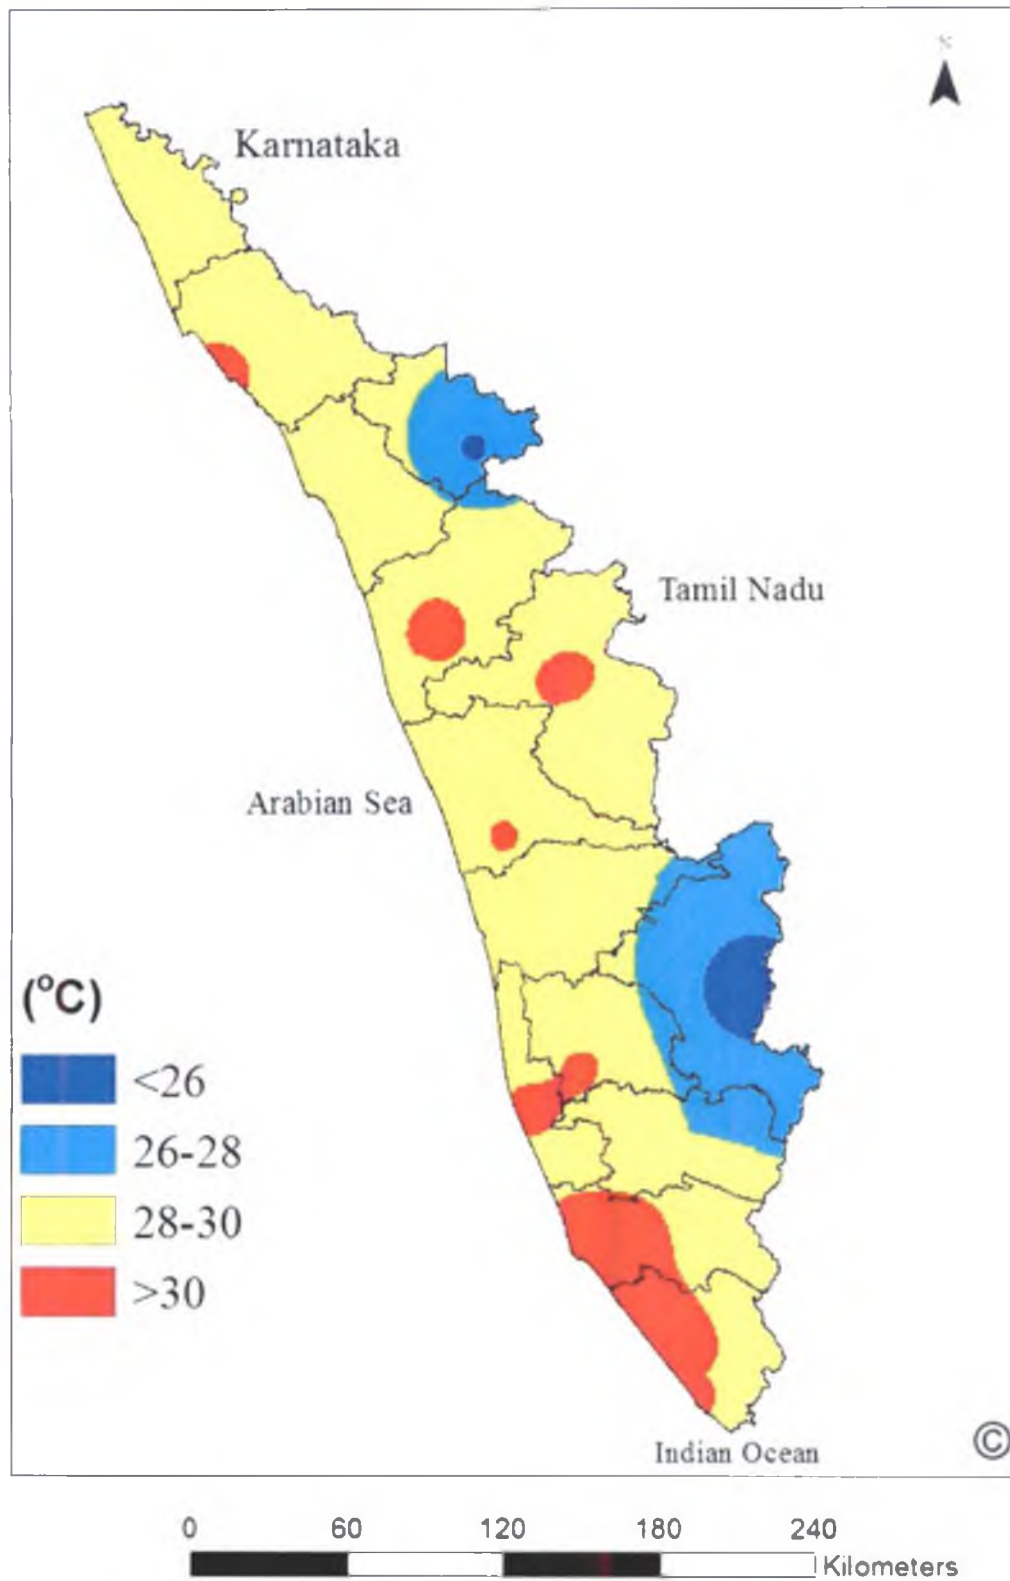 N
Karnataka
Tamil Nadu
Arabian Sea
(°C)
<26
26-28
28-30
>30
Indian Ocean
©
0 60 120 180 240
Kilometers